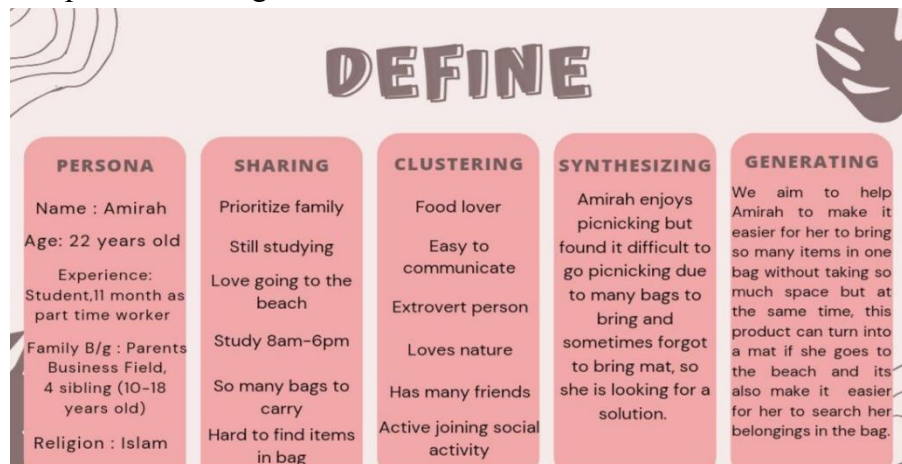 DEFINE
PERSONA
Name : Amirah
Age: 22 years old
Experience:
Student,11 month as
part time worker
Family B/g : Parents
Business Field,
4 sibling (10-18
years old)
Religion : Islam
SHARING
Prioritize family
Still studying
Love going to the
beach
Study 8am-6pm
So many bags to
carry
Hard to find items
in bag
CLUSTERING
Food lover
Easy to
communicate
Extrovert person
Loves nature
Has many friends
Active joining social
activity
SYNTHESIZING
Amirah enjoys
picnicking but
found it difficult to
go picnicking due
to many bags to
bring and
sometimes forgot
to bring mat, so
she is looking for a
solution.
GENERATING
We aim to help
Amirah to make it
easier for her to bring
so many items in one
bag without taking so
much space but at
the same time, this
product can turn into
a mat if she goes to
the beach and its
also make it easier
for her to search her
belongings in the bag.